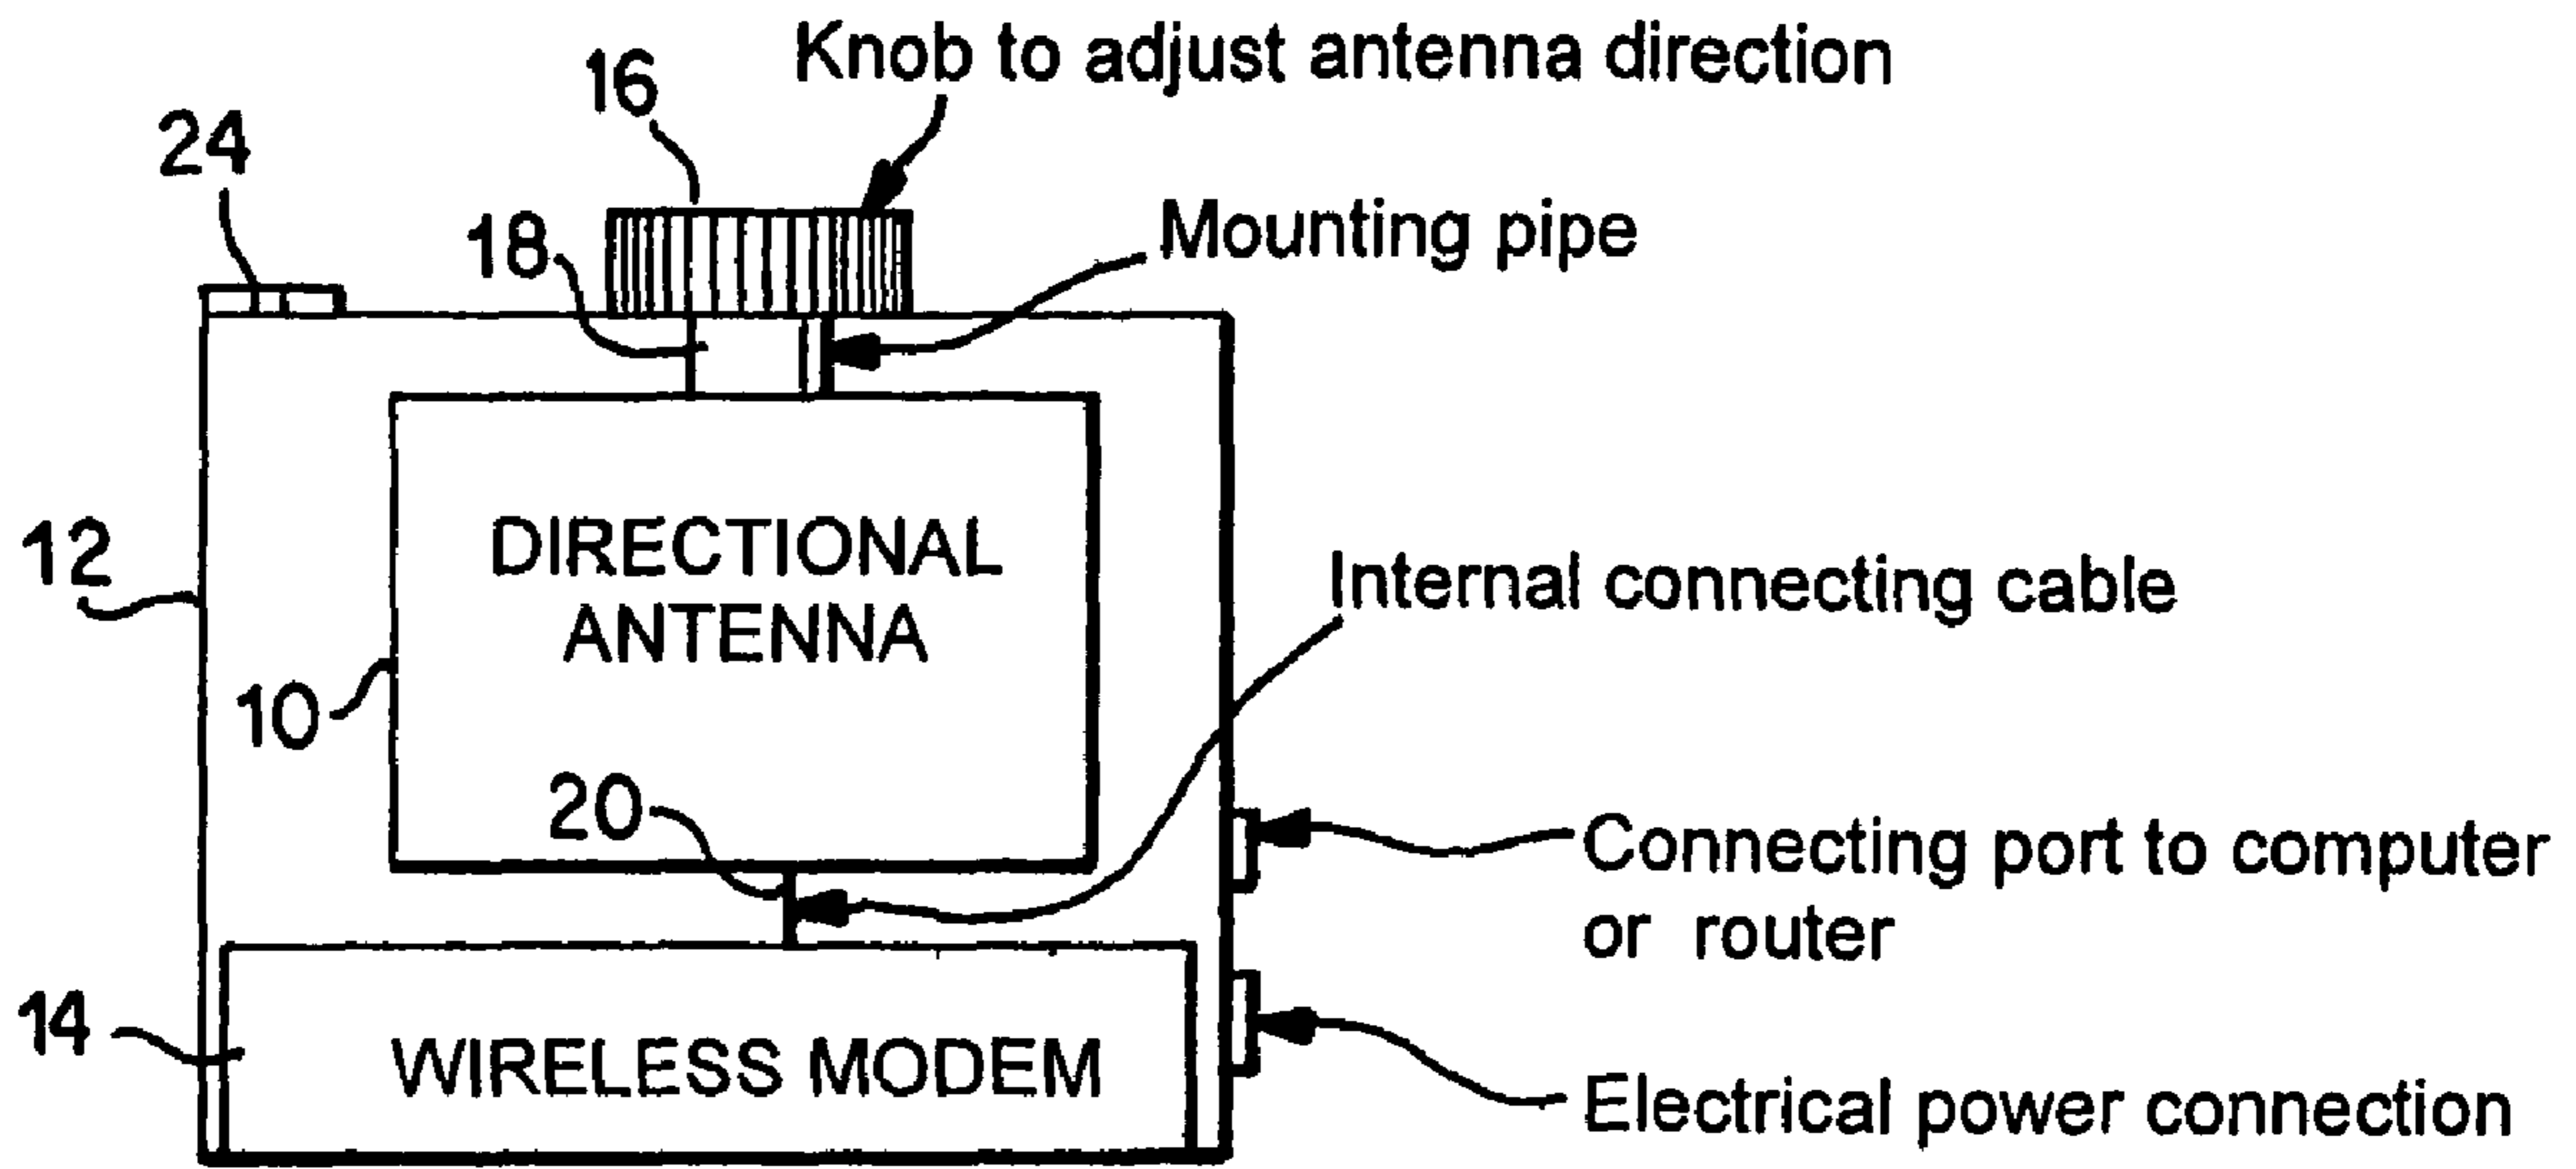 Knob to adjust antenna direction
16
24
18
Mounting pipe
12
DIRECTIONAL
ANTENNA
Internal connecting cable
10
20
Connecting port to computer
or router
14
WIRELESS MODEM
Electrical power connection